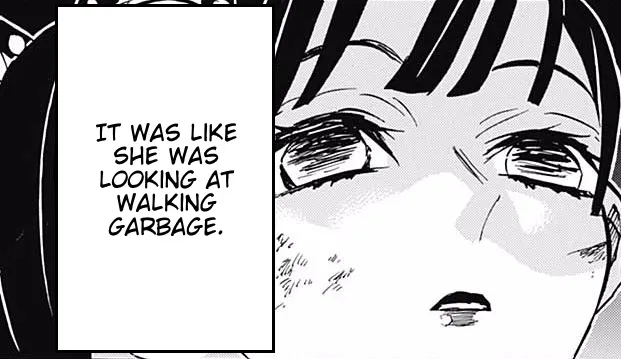 IT WAS LIKE
SHE WAS
LOOKING AT
WALKING
GARBAGE.